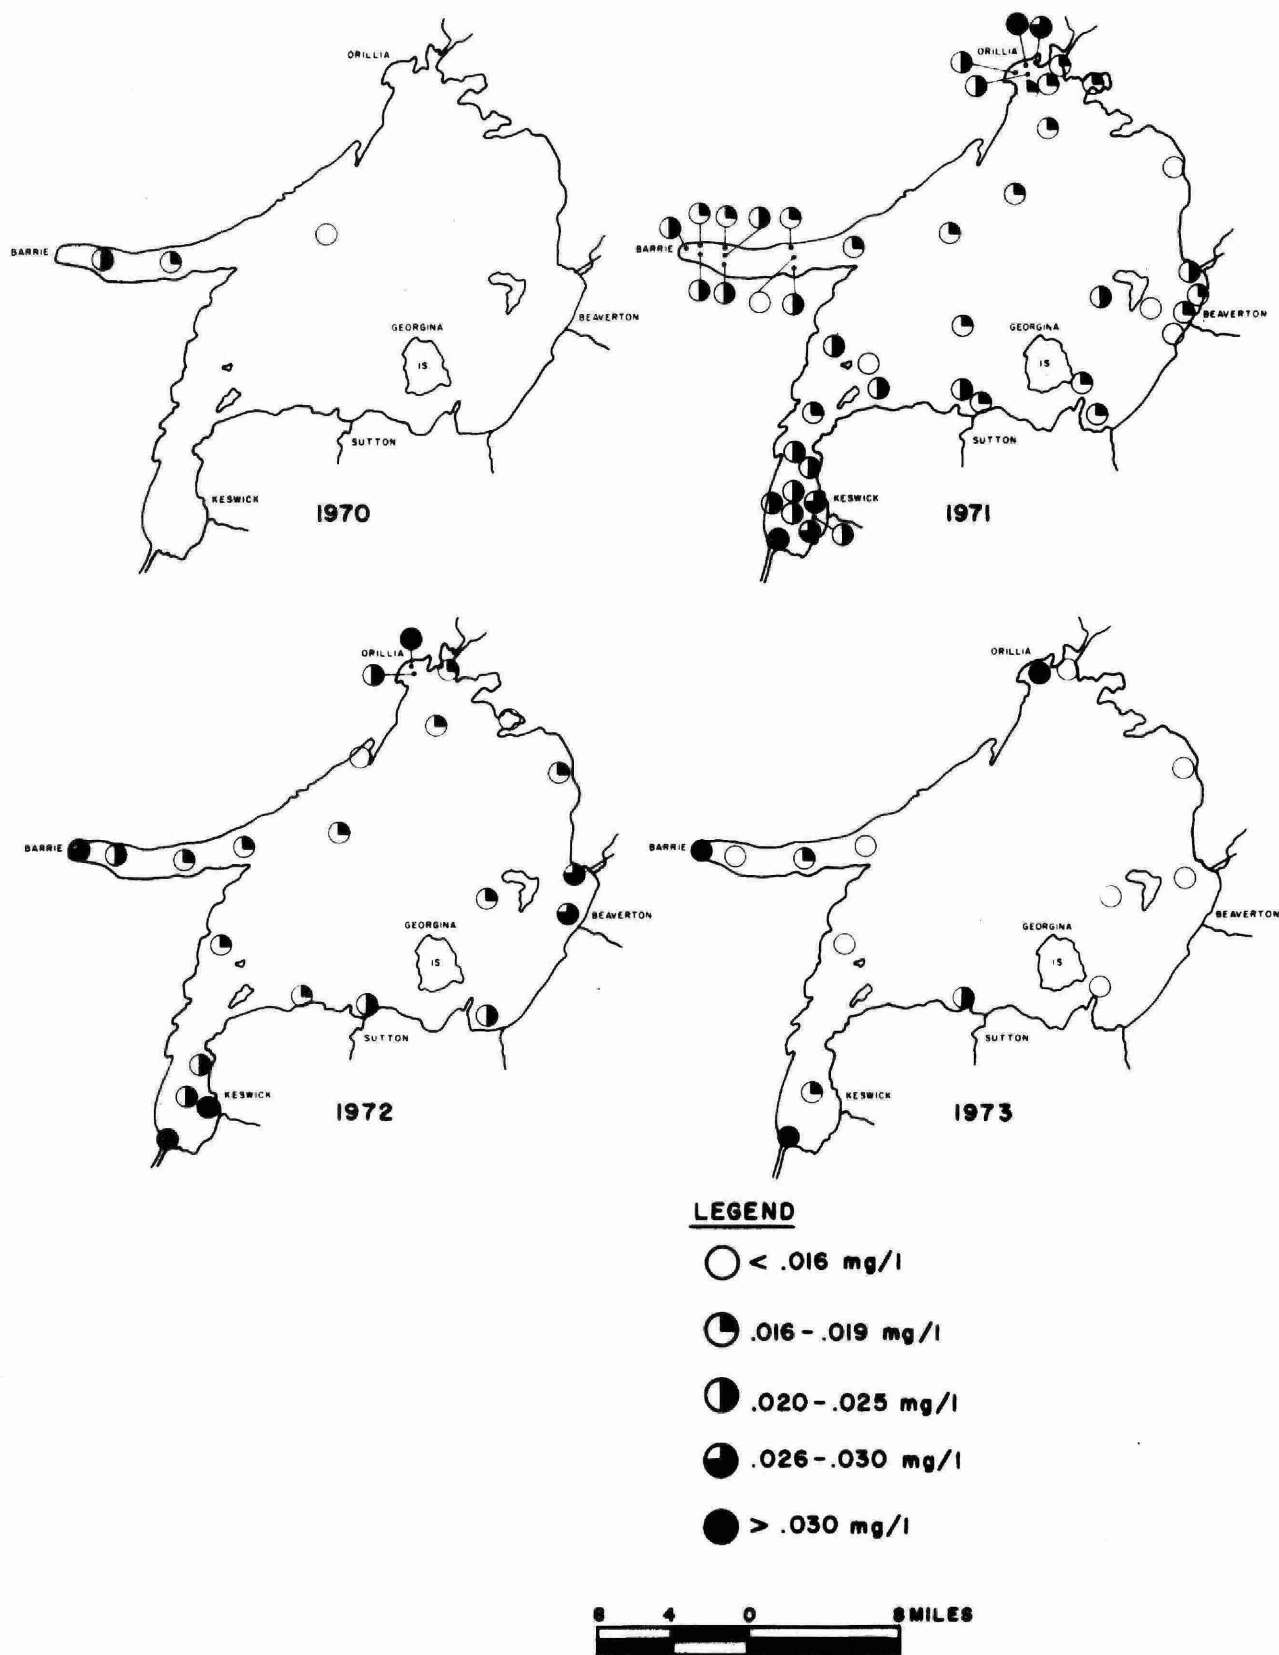 ORILLIA
BARRIE
GEORGINA
IS.
BEAVERTON
SUTTON
KESWICK
1970
ORILLIA
BARRIE
GEORGINA
IS
BEAVERTON
SUTTON
KESWICK
1971
ORILLIA
BARRIE
GEORGINA
IS.
BEAVERTON
SUTTON
KESWICK
1972
ORILLIA
BARRIE
GEORGINA
IS
BEAVERTON
SUTTON
KESWICK
1973
LEGEND
< .016 mg/l
.016-.019 mg/l
.020-.025 mg/l
.026-.030 mg/l
> .030 mg/l
8 4 0 8 MILES